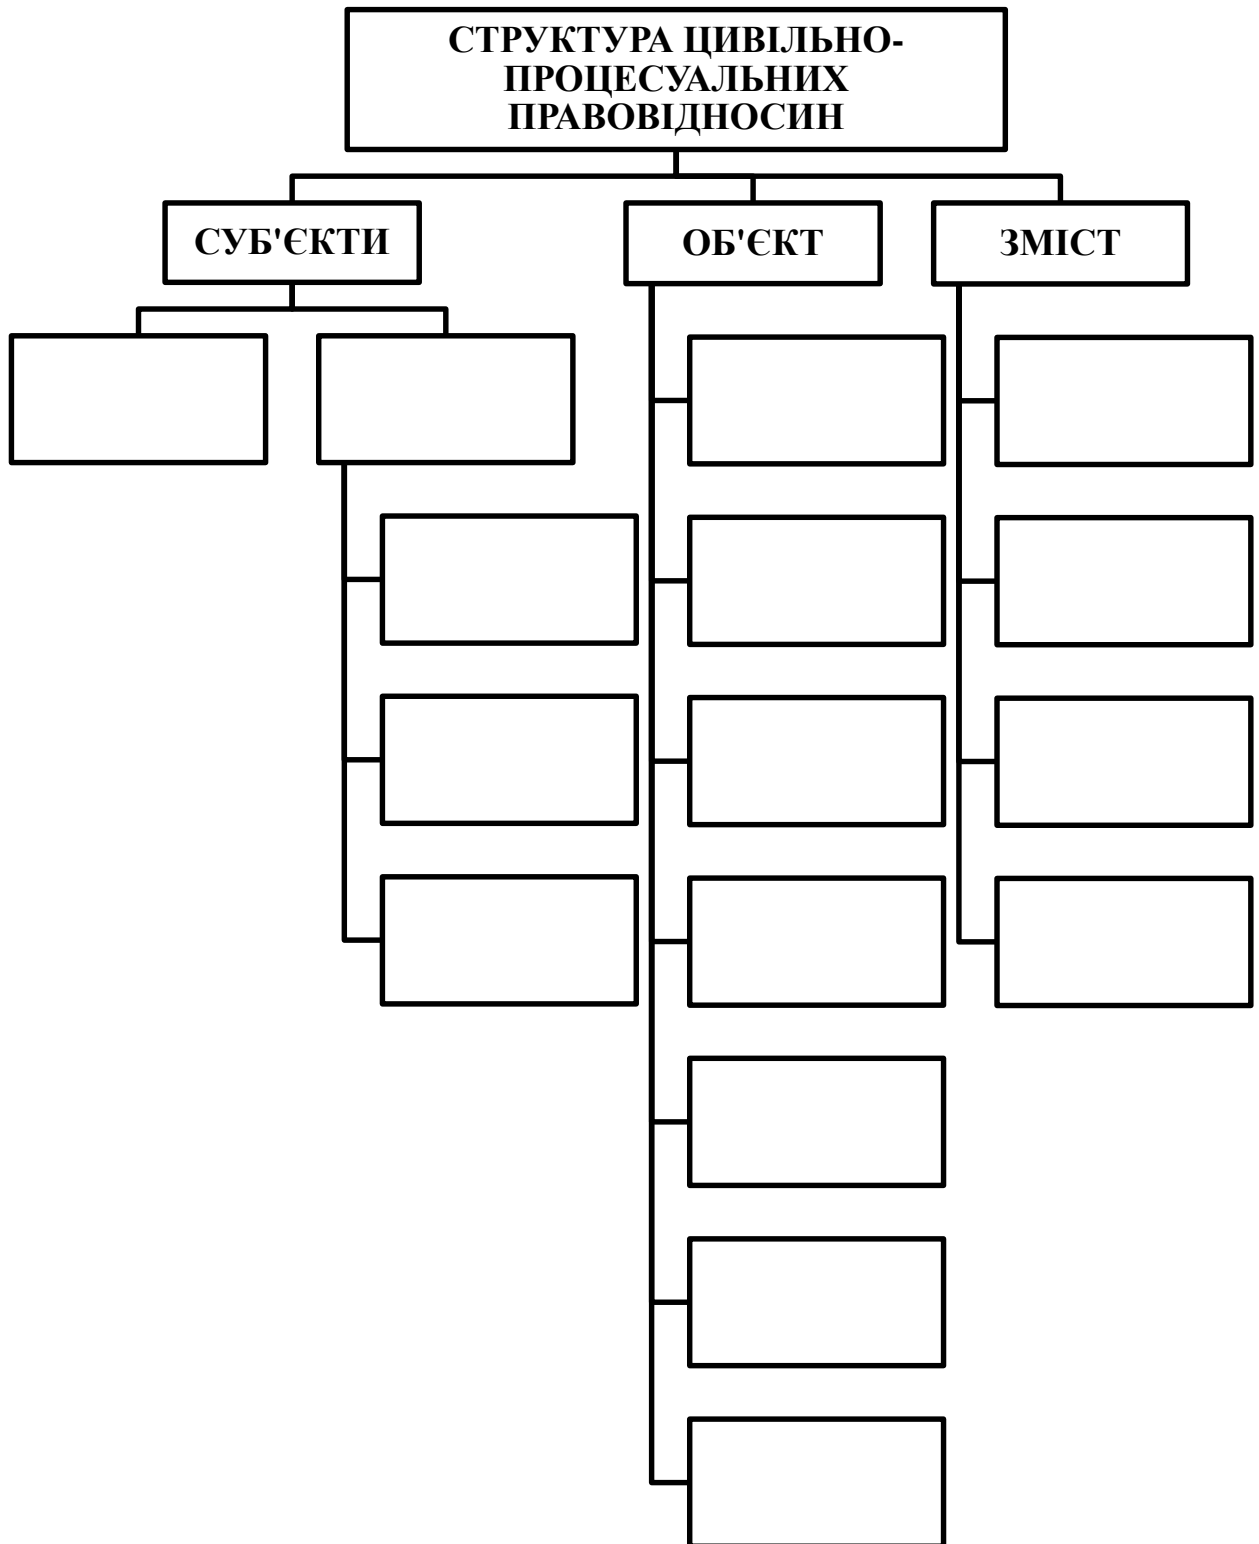 СТРУКТУРА ЦИВІЛЬНО-
ПРОЦЕСУАЛЬНИХ
ПРАВОВІДНОСИН
СУБ'ЄКТИ
ОБ'ЄКТ
ЗМІСТ